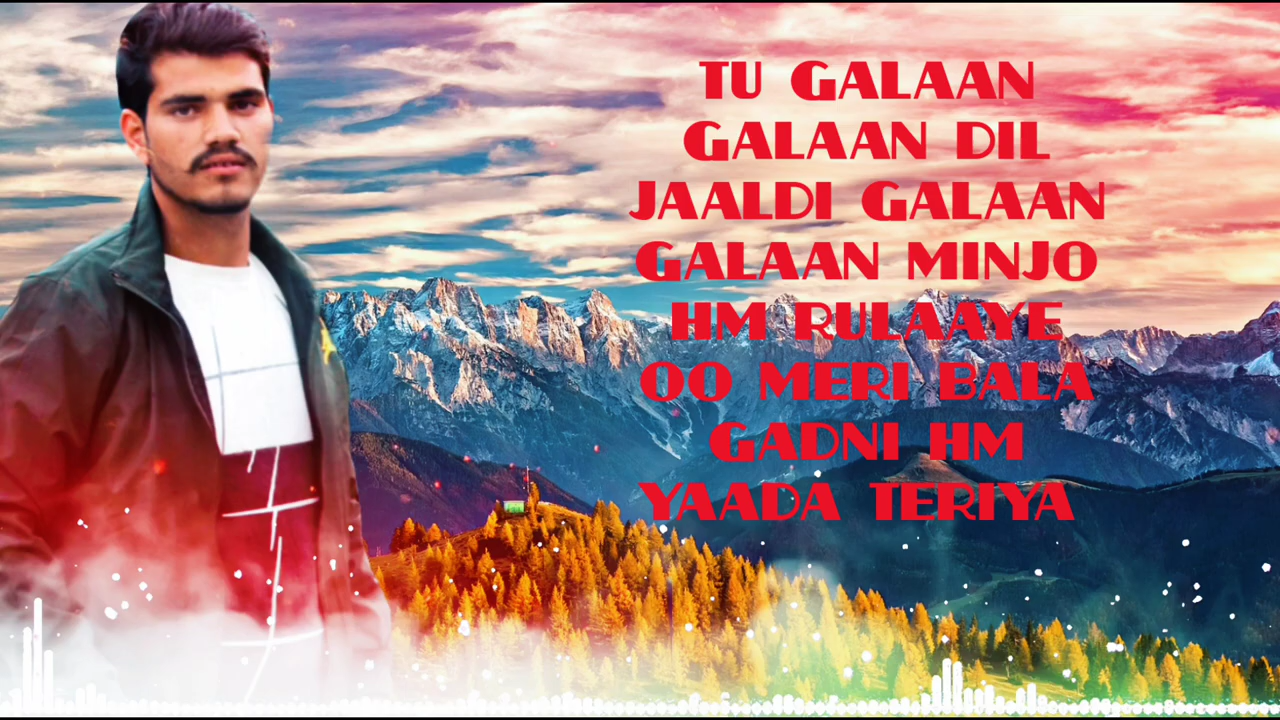 TU GALAAN
GALAAN DIL
JAALDI GALAAN
GALAAN MINJO
HM RULAAYE
OO MERI BALA
GADNI HM
YAADA TERIYA